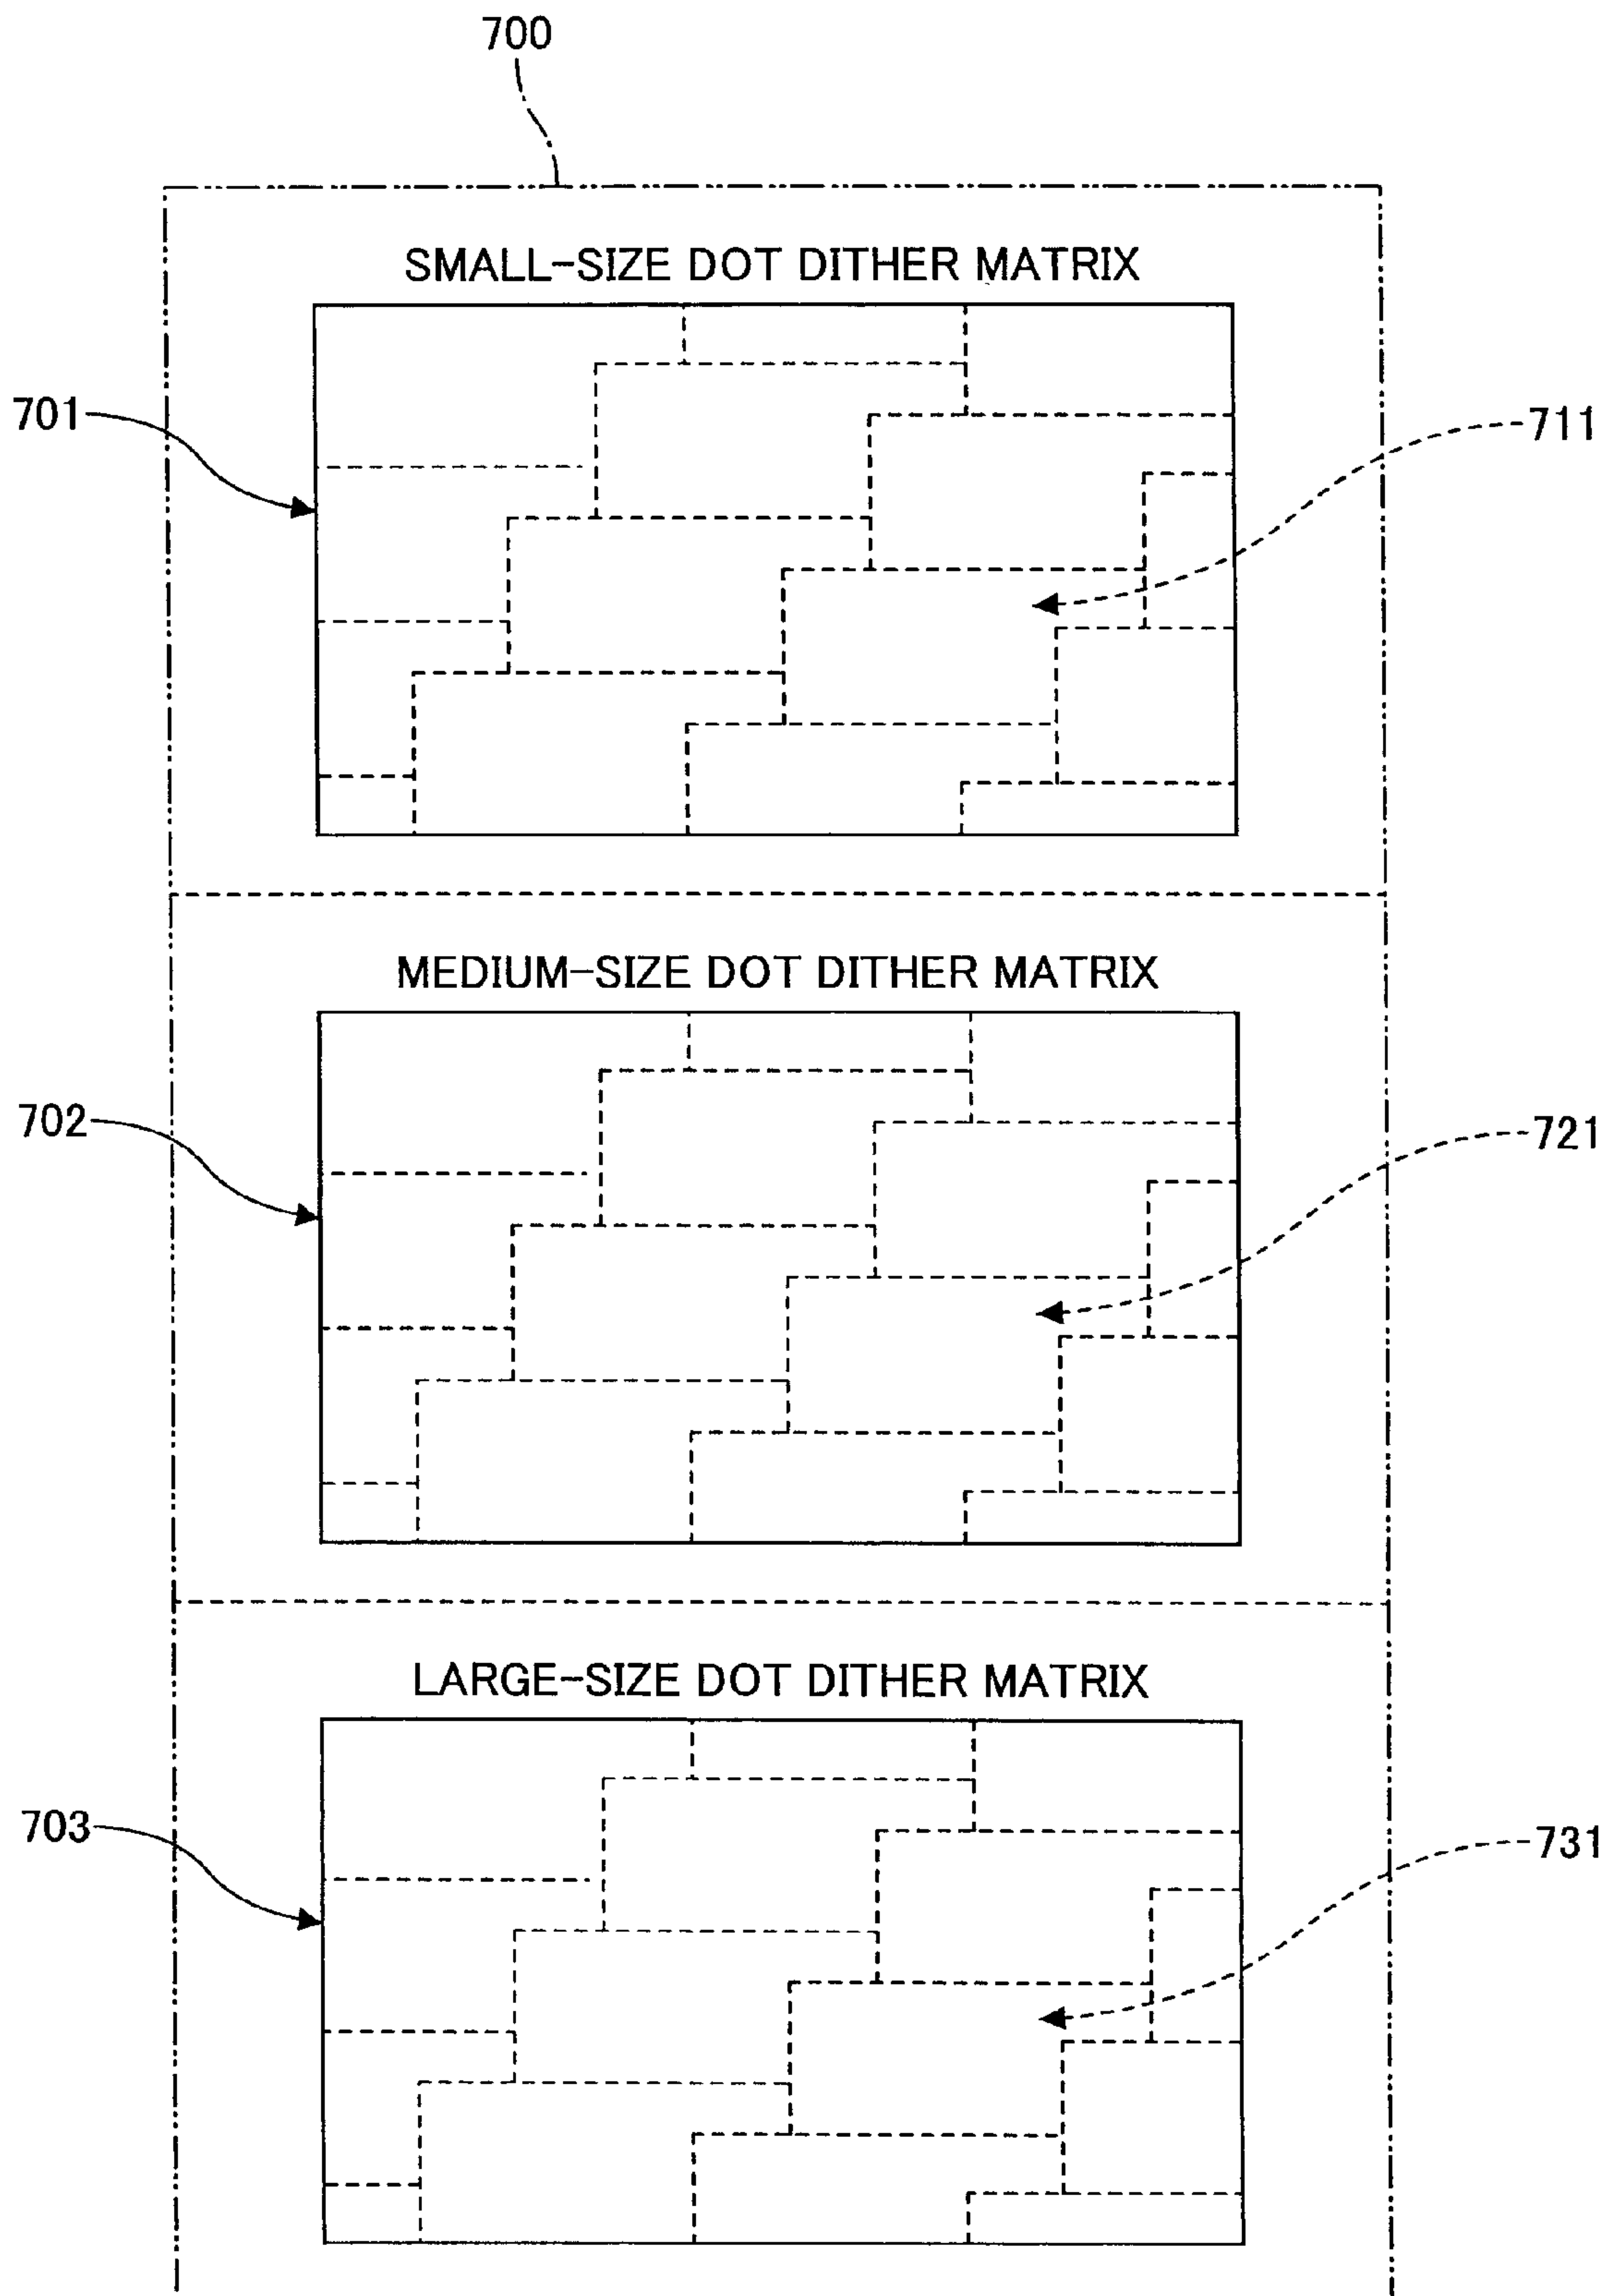 700
SMALL-SIZE DOT DITHER MATRIX
701
711
MEDIUM-SIZE DOT DITHER MATRIX
702
721
LARGE-SIZE DOT DITHER MATRIX
703
731